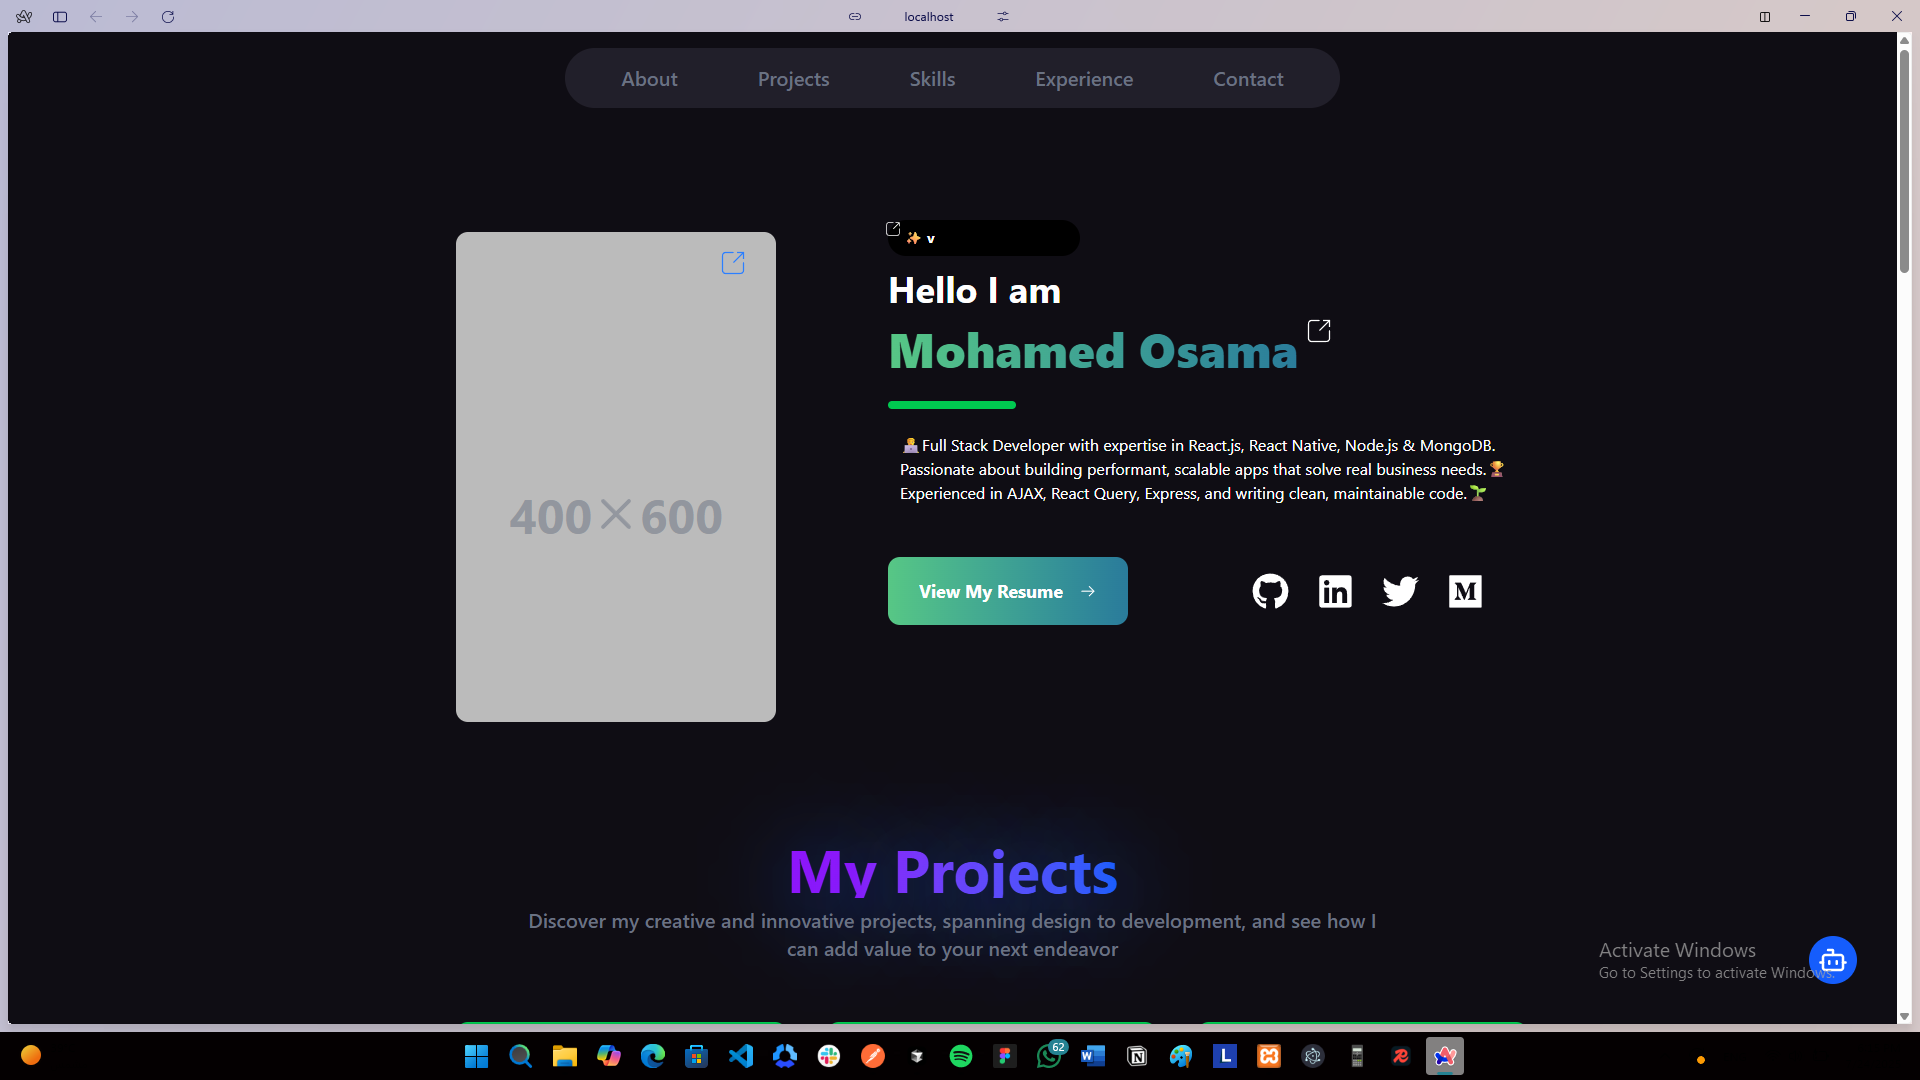 localhost
About Projects Skills Experience Contact
✨ v
Hello I am
Mohamed Osama
🧑‍💻Full Stack Developer with expertise in React.js, React Native, Node.js & MongoDB.
Passionate about building performant, scalable apps that solve real business needs.🏆
Experienced in AJAX, React Query, Express, and writing clean, maintainable code.🌱
400×600
View My Resume →
in
M
My Projects
Discover my creative and innovative projects, spanning design to development, and see how I
can add value to your next endeavor
Activate Windows
Go to Settings to activate Windows.
62
W
N
L